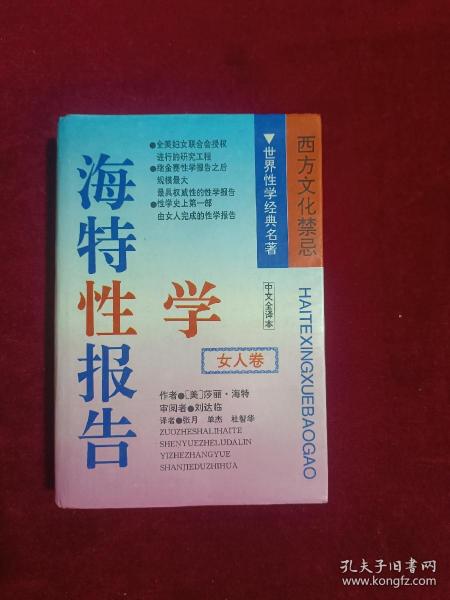 西方文化禁忌
▼世界性学经典名著
●全美妇女联合会授权
进行的研究工程
●继金赛性学报告之后
规模最大
最具权威性的性学报告
●性学史上第一部
由女人完成的性学报告
海特性学报告
中文全译本
女人卷
HAITEXINGXUEBAOGAO
作者●[美]莎丽·海特
审阅者●刘达临
译者●张月 单杰 杜智华
ZUOZHESHALIHAITE
SHENYUEZHELUDALIN
YIZHEZHANGYUE
SHANJIEDUZHIHUA
孔夫子旧书网
www.kongfz.com